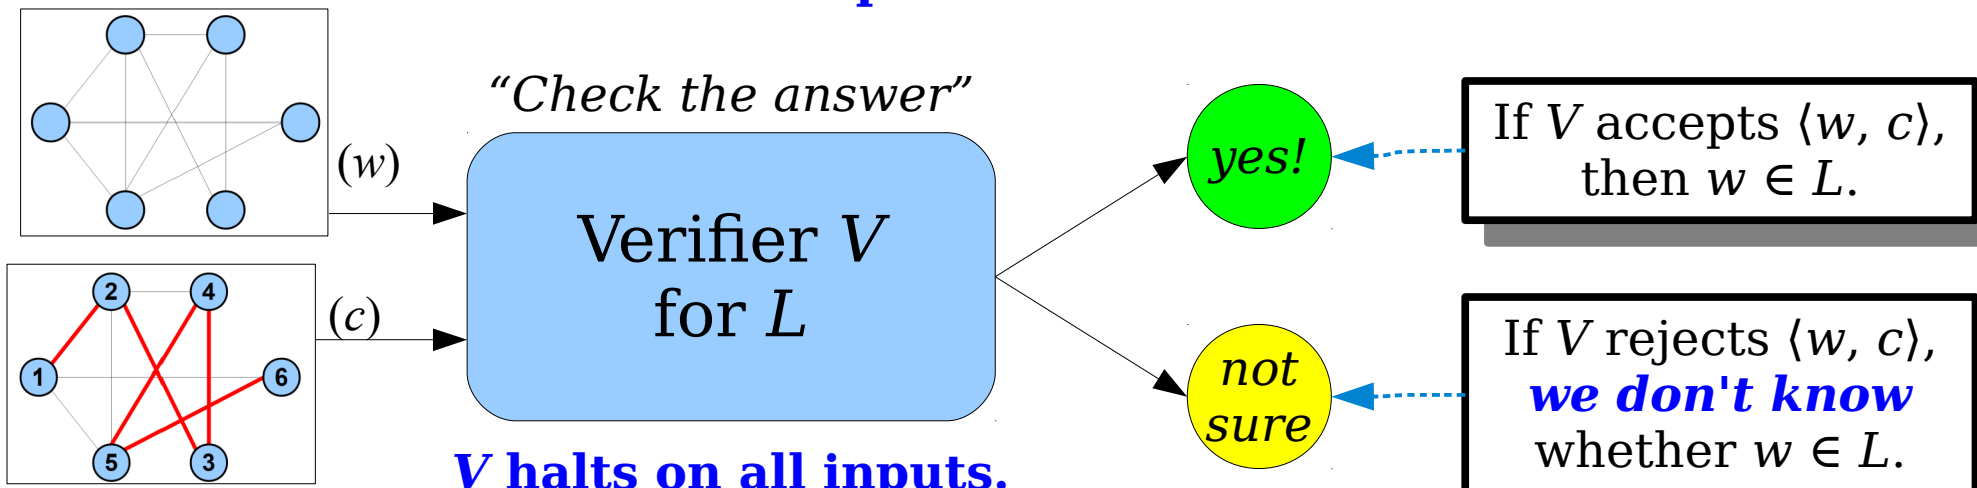 “Check the answer”
(w)
Verifier V
for L
yes!
If V accepts ⟨w, c⟩,
then w ∈ L.
2
4
1
6
5
3
(c)
not
sure
If V rejects ⟨w, c⟩,
we don't know
whether w ∈ L.
V halts on all inputs.